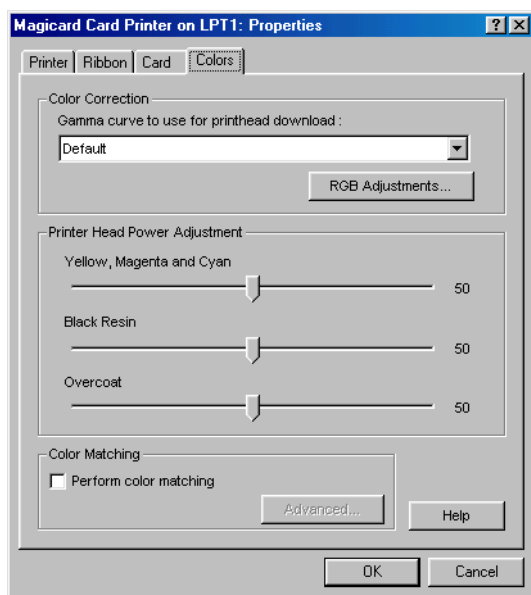 Magicard Card Printer on LPT1: Properties
Printer Ribbon Card Colors
Color Correction
Gamma curve to use for printhead download :
Default
RGB Adjustments...
Printer Head Power Adjustment
Yellow, Magenta and Cyan
50
Black Resin
50
Overcoat
50
Color Matching
Perform color matching
Advanced...
Help
OK Cancel